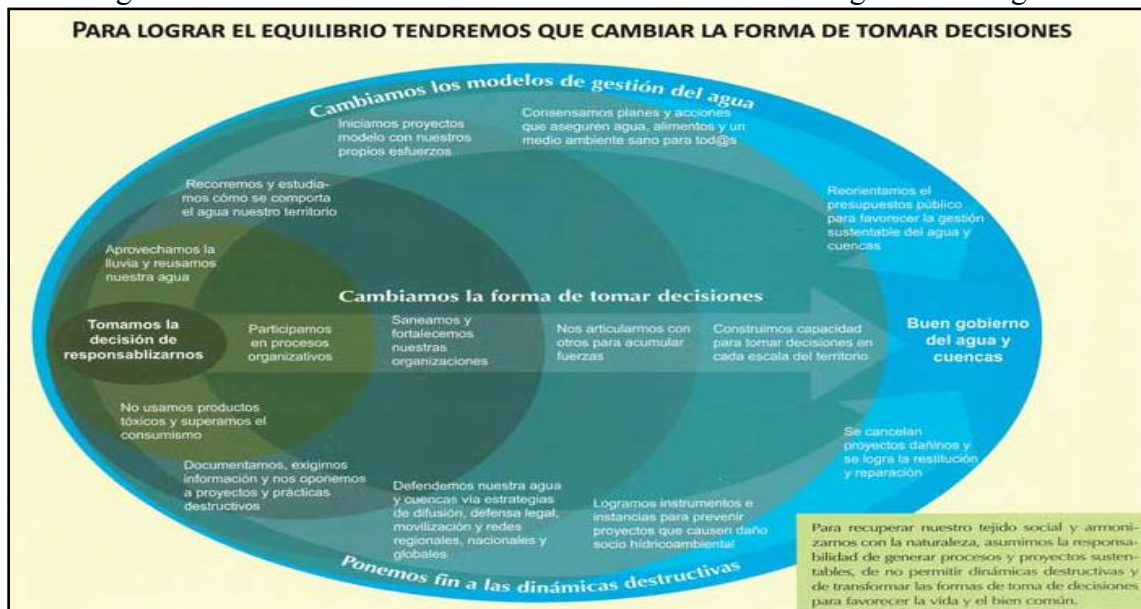 PARA LOGRAR EL EQUILIBRIO TENDREMOS QUE CAMBIAR LA FORMA DE TOMAR DECISIONES
Cambiamos los modelos de gestión del agua
Iniciamos proyectos
modelo con nuestros
propios esfuerzos
Consensamos planes y acciones
que aseguren agua, alimentos y un
medio ambiente sano para tod@s
Recorremos y estudia-
mos cómo se comporta
el agua nuestro territorio
Reorientamos el
presupuestos público
para favorecer la gestión
sustentable del agua y
cuencas
Aprovechamos la
lluvia y reusamos
nuestra agua
Cambiamos la forma de tomar decisiones
Tomamos la
decisión de
responsablizarnos
Participamos
en procesos
organizativos
Saneamos y
fortalecemos
nuestras
organizaciones
Nos articularmos con
otros para acumular
fuerzas
Construimos capacidad
para tomar decisiones en
cada escala del territorio
Buen gobierno
del agua y
cuencas
No usamos productos
tóxicos y superamos el
consumismo
Se cancelan
proyectos dañinos y
se logra la restitución
y reparación
Documentamos, exigimos
información y nos oponemos
a proyectos y prácticas
destructivos
Defendemos nuestra agua
y cuencas vía estrategias
de difusión, defensa legal,
movilización y redes
regionales, nacionales y
globales
Logramos instrumentos e
instancias para prevenir
proyectos que causen daño
socio hídricoambiental
Ponemos fin a las dinámicas destructivas
Para recuperar nuestro tejido social y armoni-
zarnos con la naturaleza, asumimos la responsa-
bilidad de generar procesos y proyectos susten-
tables, de no permitir dinámicas destructivas y
de transformar las formas de toma de decisiones
para favorecer la vida y el bien común.